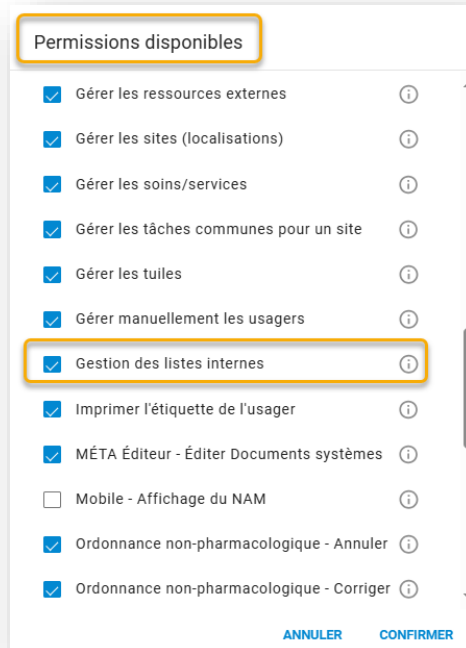 Permissions disponibles
Gérer les ressources externes
Gérer les sites (localisations)
Gérer les soins/services
Gérer les tâches communes pour un site
Gérer les tuiles
Gérer manuellement les usagers
Gestion des listes internes
Imprimer l'étiquette de l'usager
MÉTA Éditeur - Éditer Documents systèmes
Mobile - Affichage du NAM
Ordonnance non-pharmacologique - Annuler
Ordonnance non-pharmacologique - Corriger
ANNULER CONFIRMER